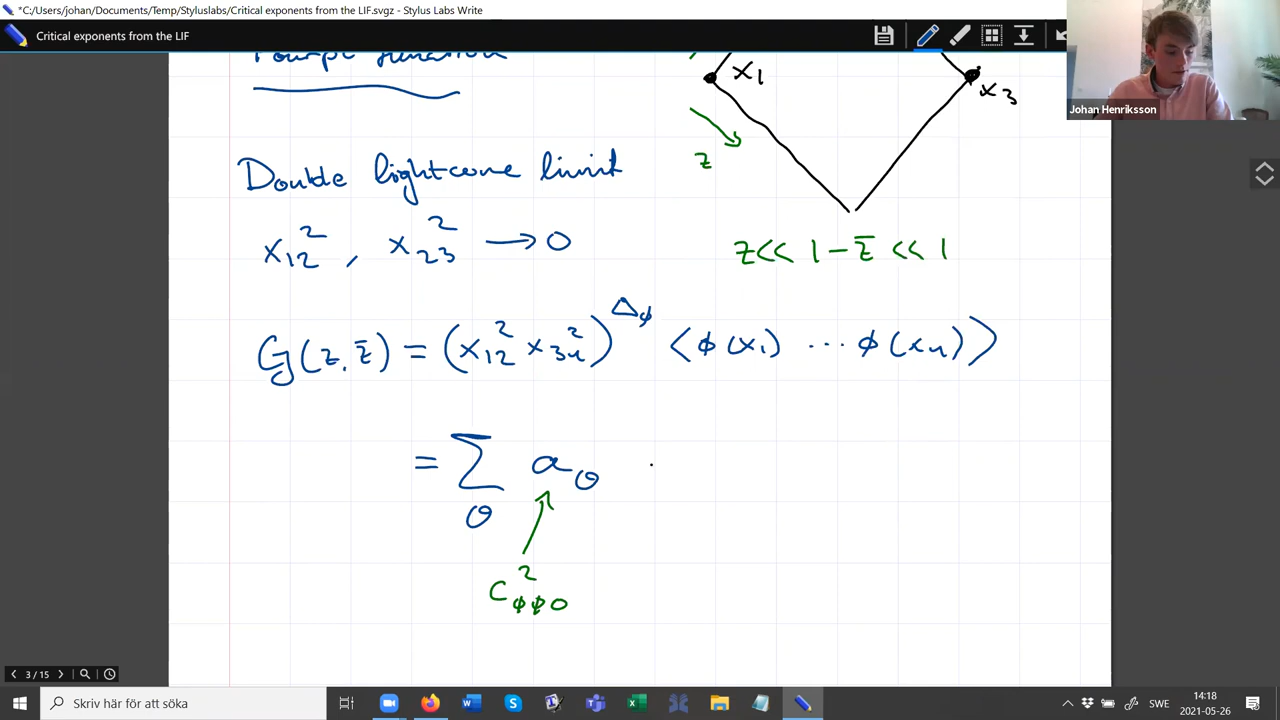 *C:/Users/johan/Documents/Temp/Styluslabs/Critical exponents from the LIF.svgz - Stylus Labs Write
Critical exponents from the LIF
Johan Henriksson
x1
x3
z
Double lightcone limit
x12², x23² → 0
z << 1 - z̄ << 1
G(z, z̄) = (x12² x34²)^Δφ ⟨φ(x1) ... φ(x4)⟩
= Σ_O a_O
C²φφO
3 / 15
Skriv här för att söka
SWE
14:18
2021-05-26